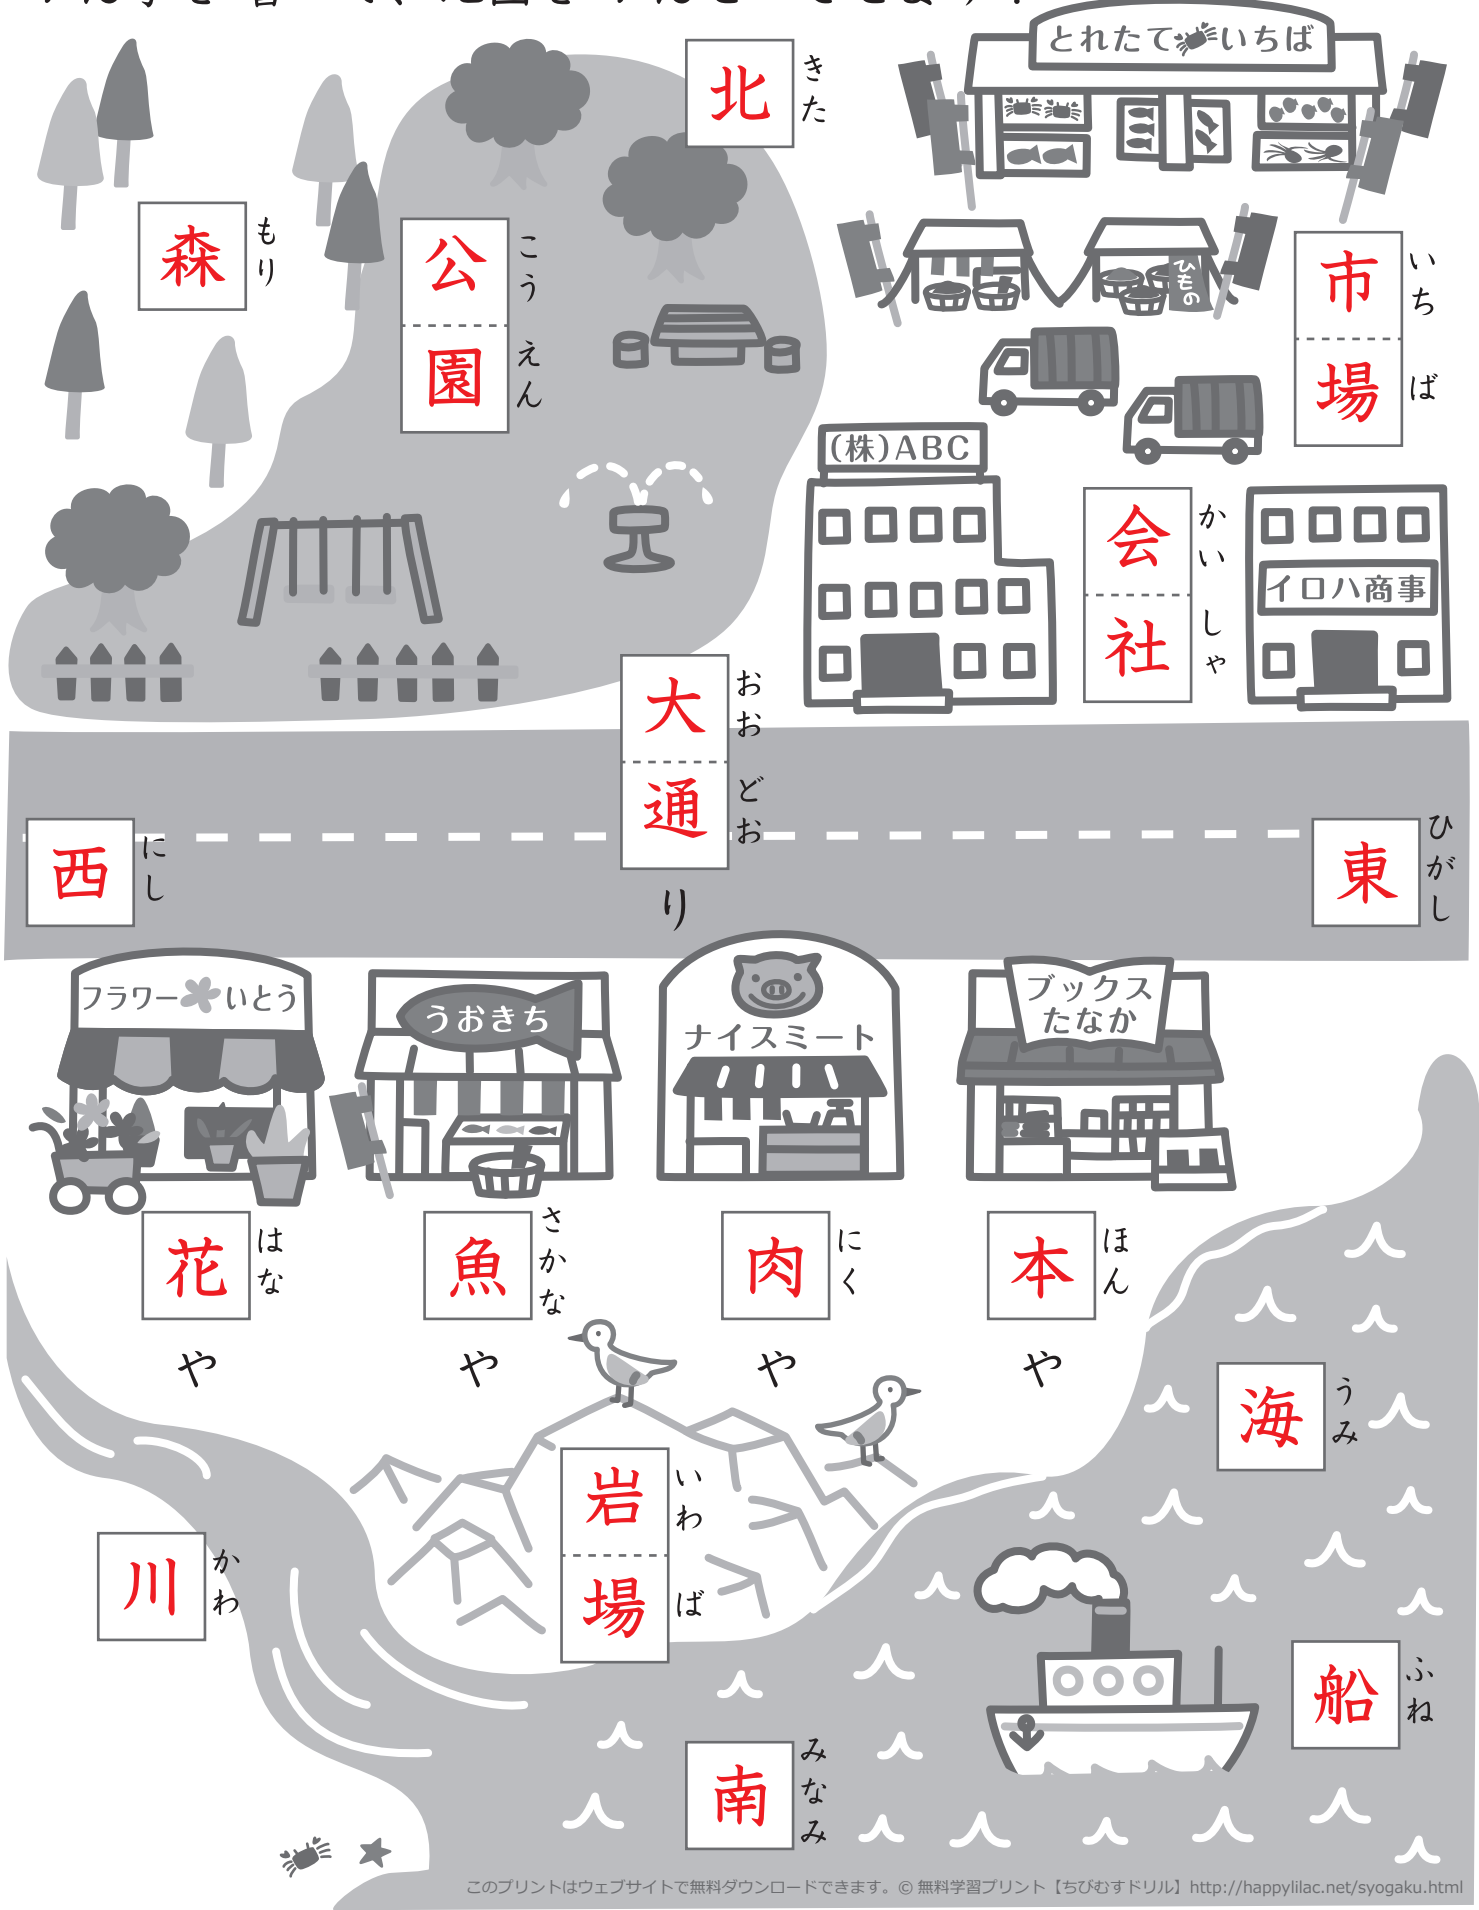 北
きた
とれたていちば
森
もり
公園
こうえん
ひもの
市場
いちば
(株)ABC
会社
かいしゃ
イロハ商事
大通り
おおどお
西
にし
東
ひがし
フラワーいとう
うおきち
ナイスミート
ブックス
たなか
花や
はな
魚や
さかな
肉や
にく
本や
ほん
海
うみ
岩場
いわば
川
かわ
船
ふね
南
みなみ
このプリントはウェブサイトで無料ダウンロードできます。© 無料学習プリント【ちびむすドリル】http://happylilac.net/syogaku.html